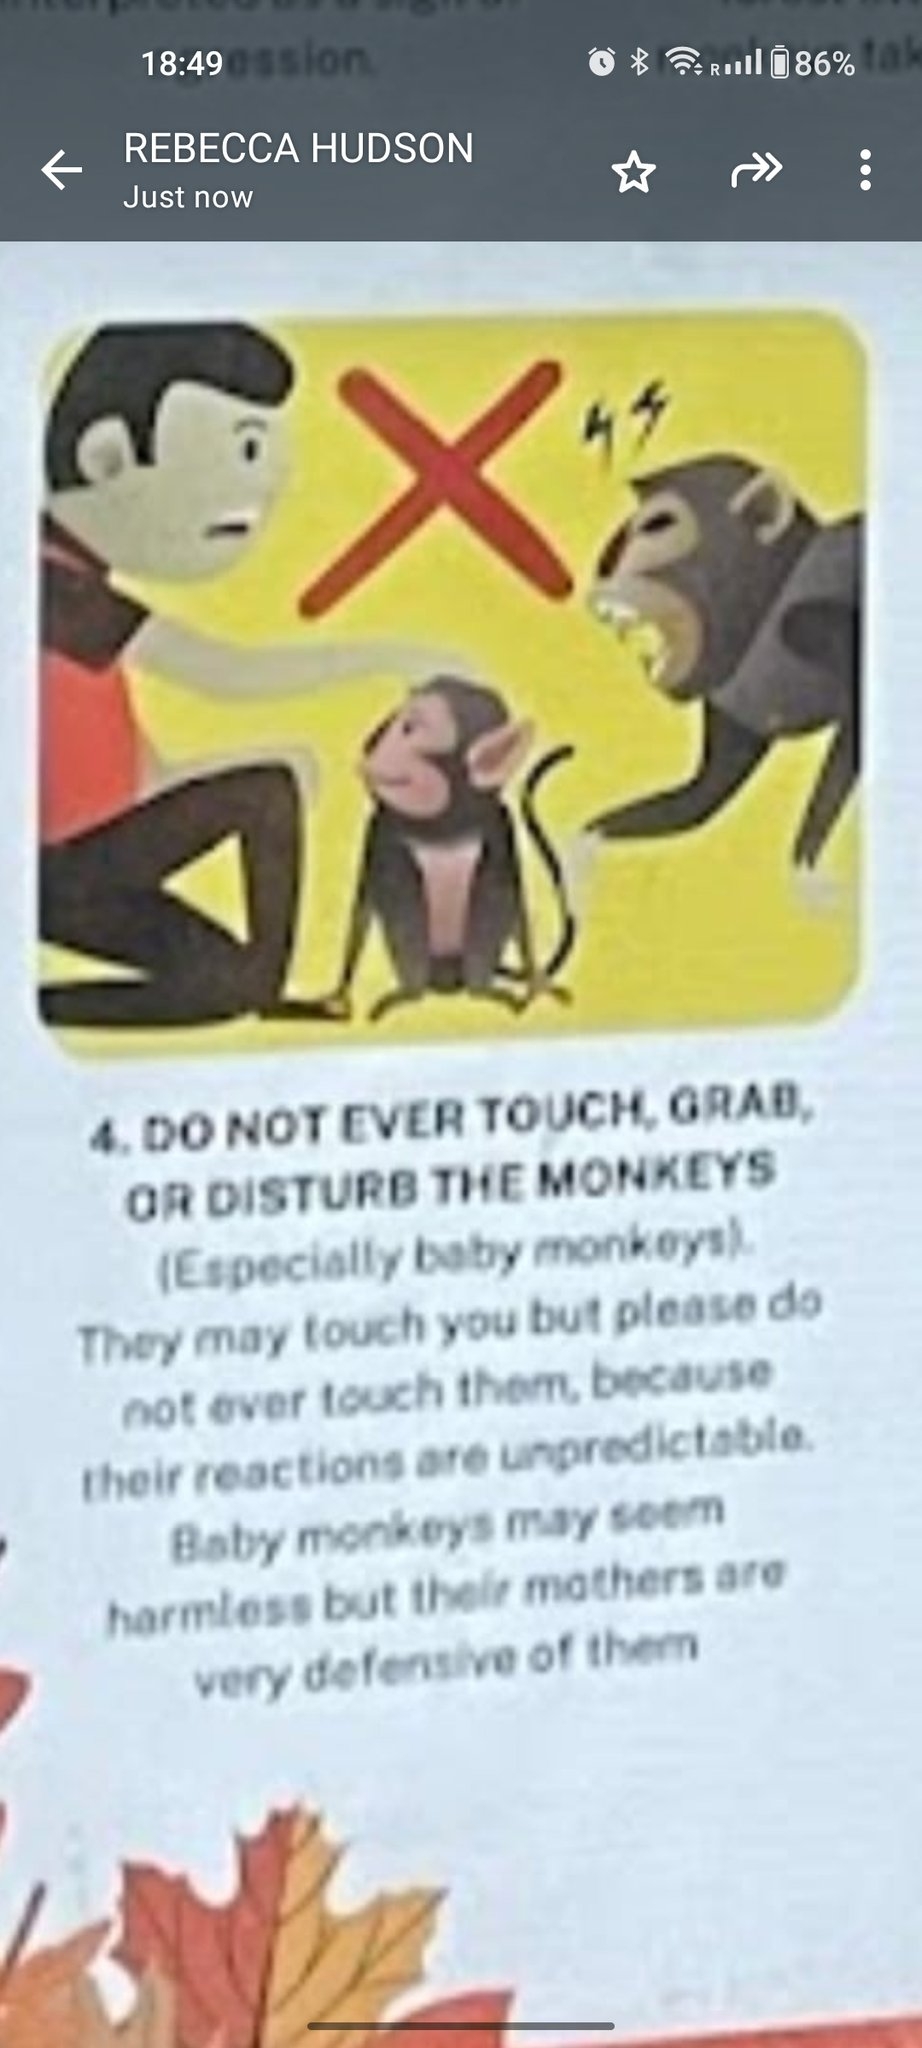 18:49
ession.
86%
REBECCA HUDSON
Just now
4. DO NOT EVER TOUCH, GRAB,
OR DISTURB THE MONKEYS
(Especially baby monkeys).
They may touch you but please do
not ever touch them, because
their reactions are unpredictable.
Baby monkeys may seem
harmless but their mothers are
very defensive of them